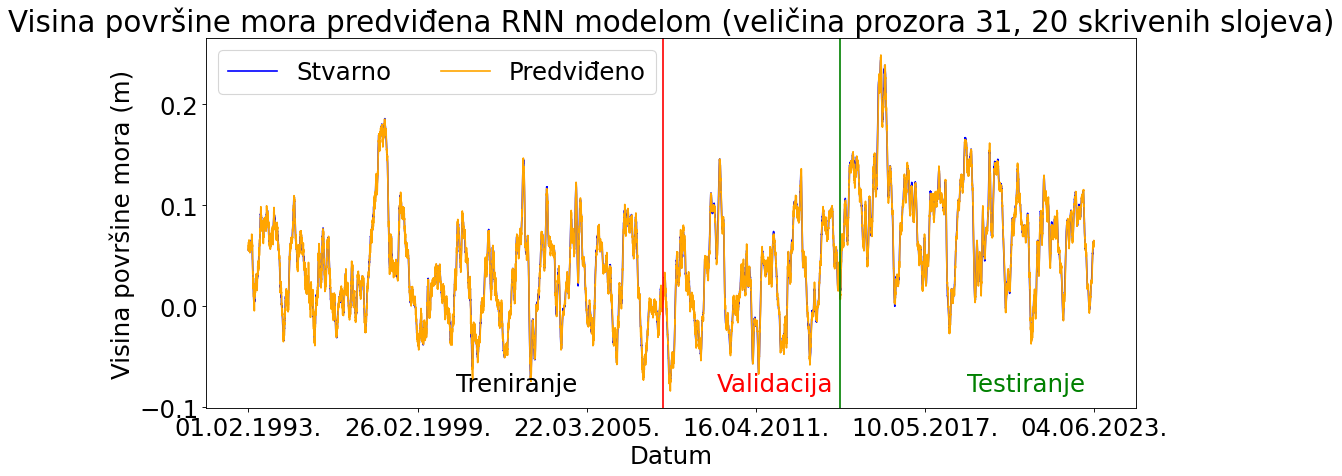 Visina površine mora predviđena RNN modelom (veličina prozora 31, 20 skrivenih slojeva)
Stvarno
Predviđeno
Visina površine mora (m)
0.2
0.1
0.0
−0.1
Treniranje
Validacija
Testiranje
01.02.1993.
26.02.1999.
22.03.2005.
16.04.2011.
10.05.2017.
04.06.2023.
Datum